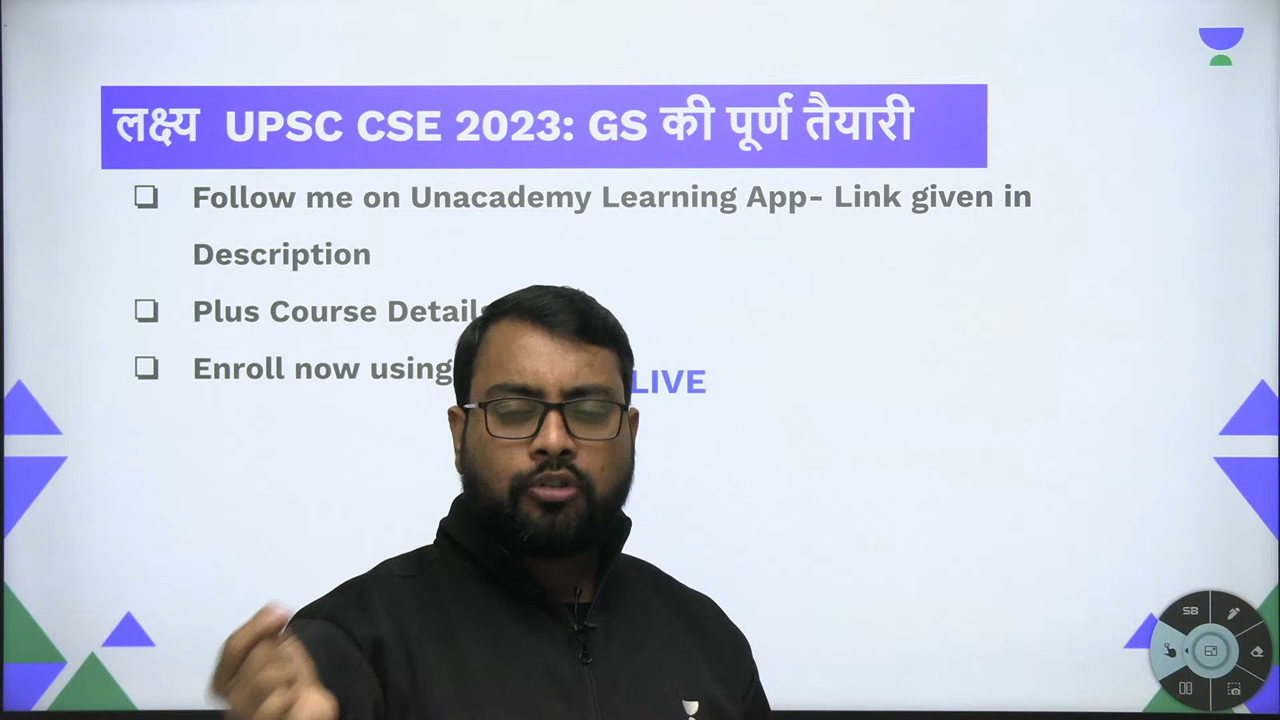 लक्ष्य UPSC CSE 2023: GS की पूर्ण तैयारी
Follow me on Unacademy Learning App- Link given in
Description
Plus Course Details
Enroll now using LIVE
SB